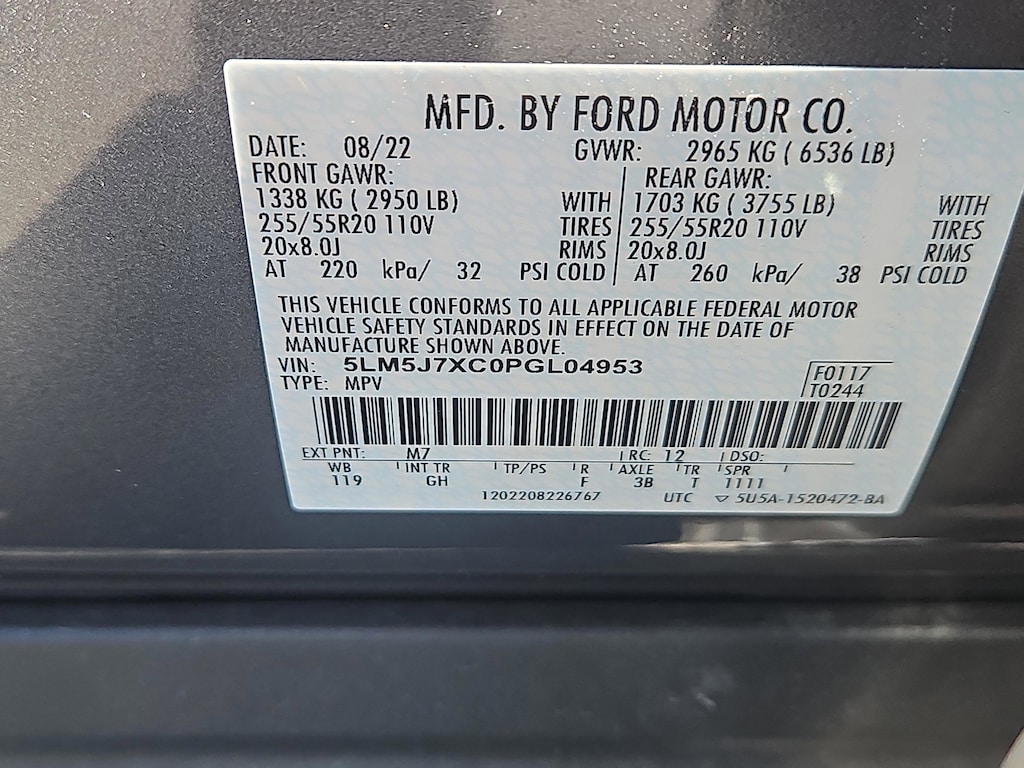 MFD. BY FORD MOTOR CO.
DATE: 08/22 GVWR: 2965 KG ( 6536 LB)
FRONT GAWR: REAR GAWR:
1338 KG ( 2950 LB) WITH 1703 KG ( 3755 LB) WITH
255/55R20 110V TIRES 255/55R20 110V TIRES
20x8.0J RIMS 20x8.0J RIMS
AT 220 kPa/ 32 PSI COLD AT 260 kPa/ 38 PSI COLD
THIS VEHICLE CONFORMS TO ALL APPLICABLE FEDERAL MOTOR
VEHICLE SAFETY STANDARDS IN EFFECT ON THE DATE OF
MANUFACTURE SHOWN ABOVE.
VIN: 5LM5J7XC0PGL04953
TYPE: MPV
F0117
T0244
EXT PNT: M7 RC: 12 DSO:
WB INT TR TP/PS R AXLE TR SPR
119 GH F 3B T 1111
1202208226767 UTC ▽ 5U5A-1520472-BA